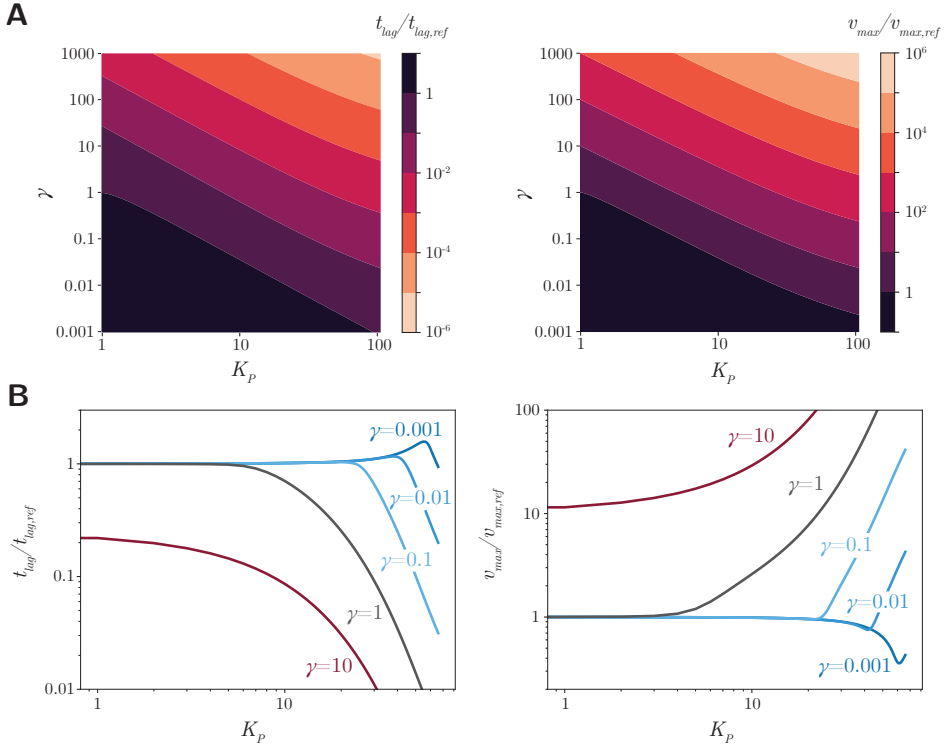 A
t_lag/t_lag,ref
v_max/v_max,ref
1000
100
10
1
0.1
0.01
0.001
γ
1
10
100
K_P
1
10^-2
10^-4
10^-6
1000
100
10
1
0.1
0.01
0.001
γ
1
10
100
K_P
10^6
10^4
10^2
1
B
t_lag/t_lag,ref
1
0.1
0.01
γ=0.001
γ=0.01
γ=0.1
γ=1
γ=10
1
10
K_P
v_max/v_max,ref
100
10
1
γ=10
γ=1
γ=0.1
γ=0.01
γ=0.001
1
10
K_P